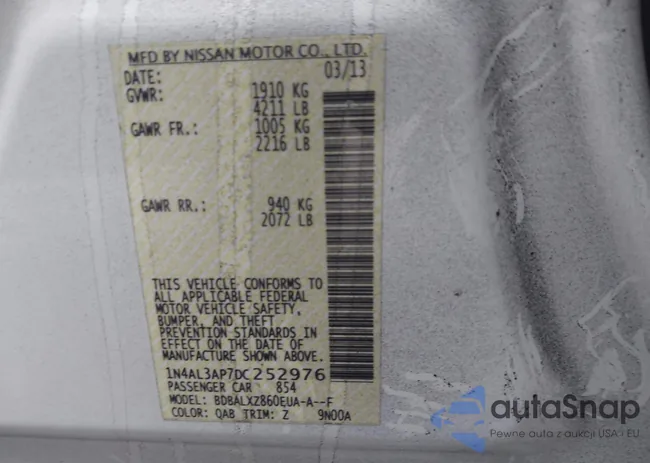 MFD BY NISSAN MOTOR CO., LTD.
DATE: 03/13
GVWR: 1910 KG
4211 LB
GAWR FR.: 1005 KG
2216 LB
GAWR RR.: 940 KG
2072 LB
THIS VEHICLE CONFORMS TO
ALL APPLICABLE FEDERAL
MOTOR VEHICLE SAFETY,
BUMPER, AND THEFT
PREVENTION STANDARDS IN
EFFECT ON THE DATE OF
MANUFACTURE SHOWN ABOVE.
1N4AL3AP7DC252976
PASSENGER CAR 854
MODEL: BDBALXZ860EUA-A--F
COLOR: QAB TRIM: Z 9N00A
autaSnap
Pewne auto z aukcji USA i EU